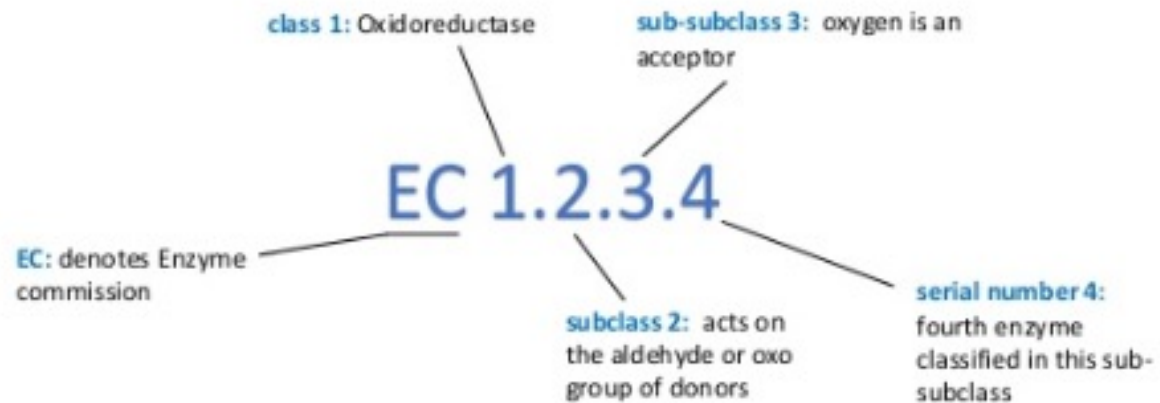 class 1: Oxidoreductase
sub-subclass 3: oxygen is an
acceptor
EC 1.2.3.4
EC: denotes Enzyme
commission
subclass 2: acts on
the aldehyde or oxo
group of donors
serial number 4:
fourth enzyme
classified in this sub-
subclass